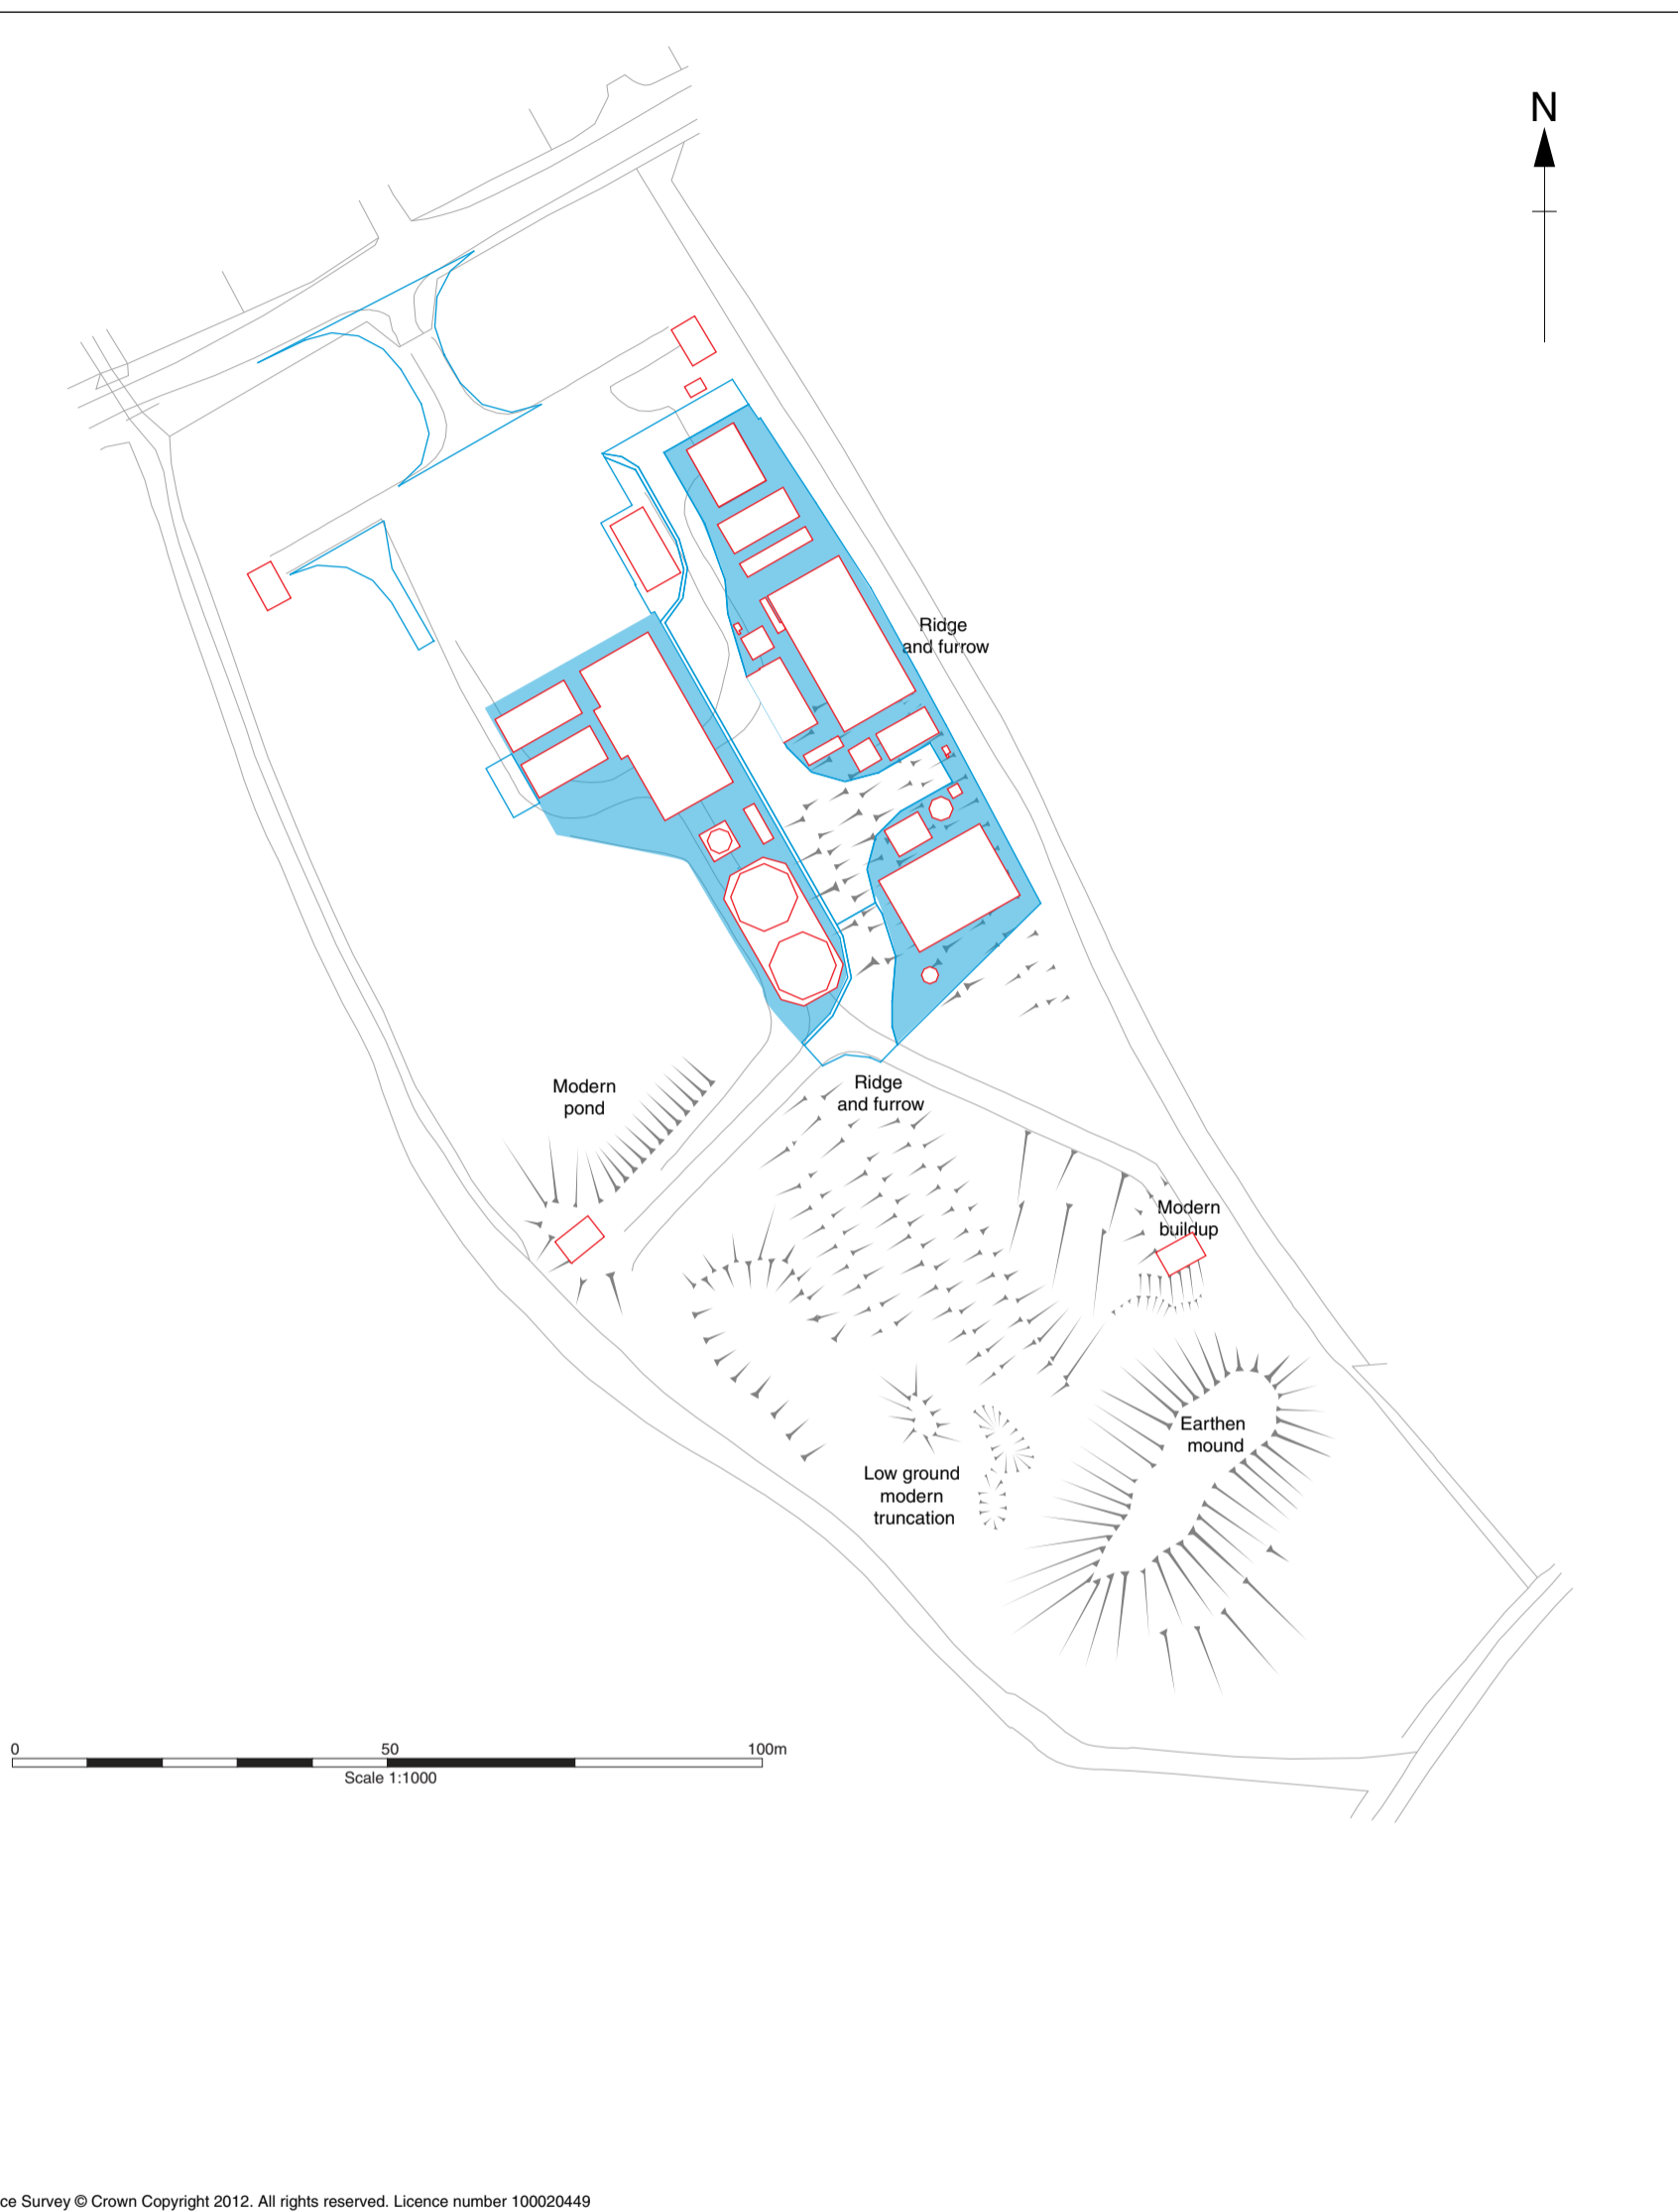 N
Ridge
and furrow
Modern
pond
Ridge
and furrow
Modern
buildup
Earthen
mound
Low ground
modern
truncation
0 50 100m
Scale 1:1000
ce Survey © Crown Copyright 2012. All rights reserved. Licence number 100020449